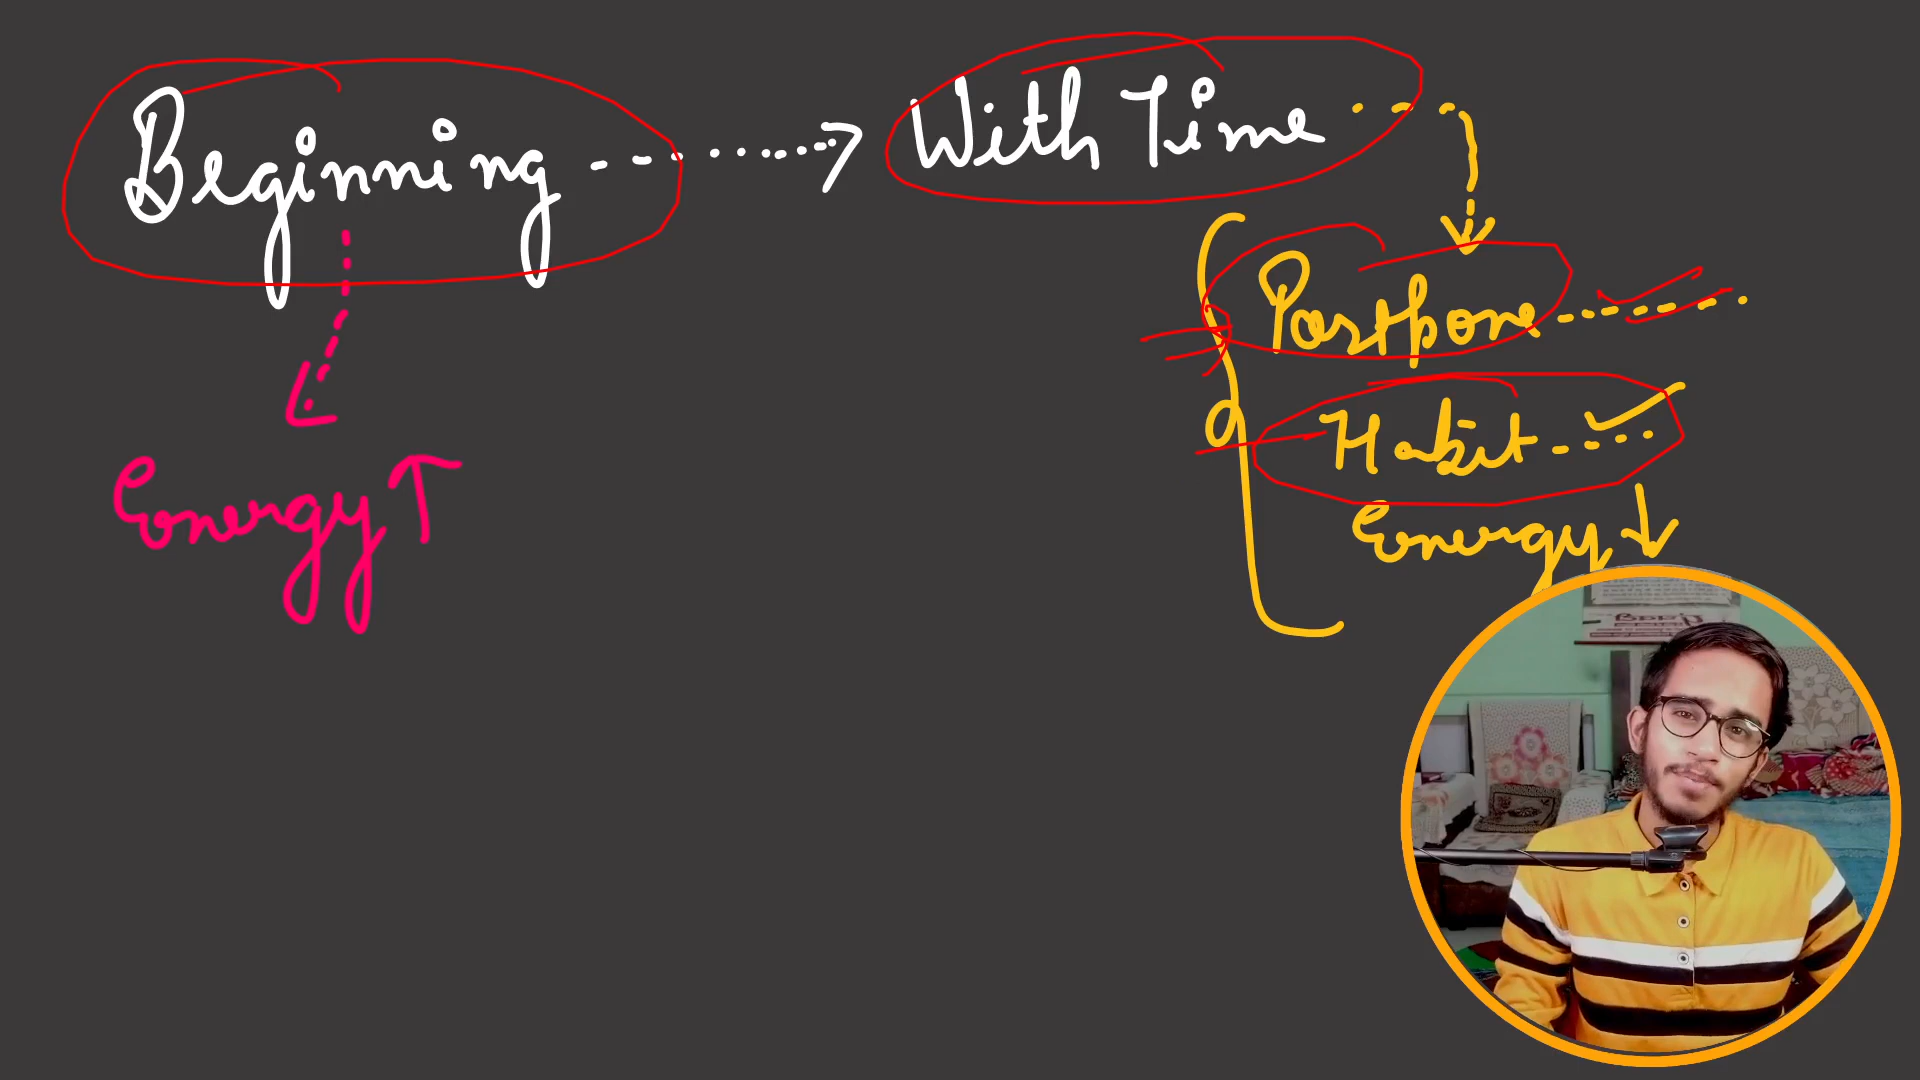 Beginning -----> With Time
Postpone
Habit
Energy ↑
Energy ↓